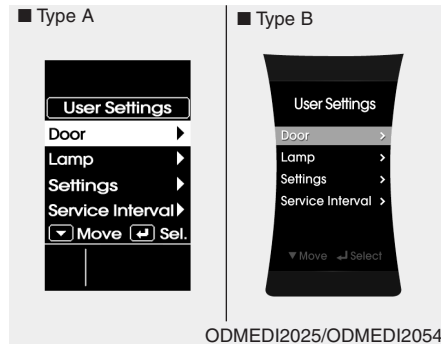 ■ Type A
User Settings
Door
Lamp
Settings
Service Interval
Move Sel.
■ Type B
User Settings
Door >
Lamp >
Settings >
Service Interval >
▼ Move ↵ Select
ODMEDI2025/ODMEDI2054